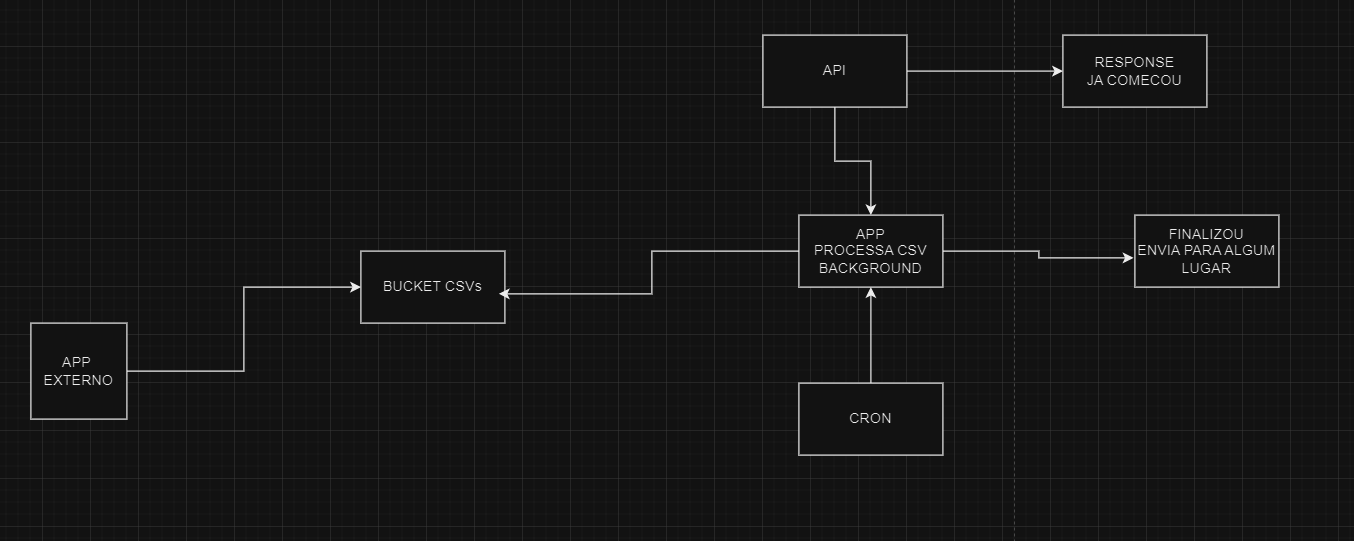 API
RESPONSE
JA COMECOU
APP
PROCESSA CSV
BACKGROUND
FINALIZOU
ENVIA PARA ALGUM
LUGAR
BUCKET CSVs
APP
EXTERNO
CRON